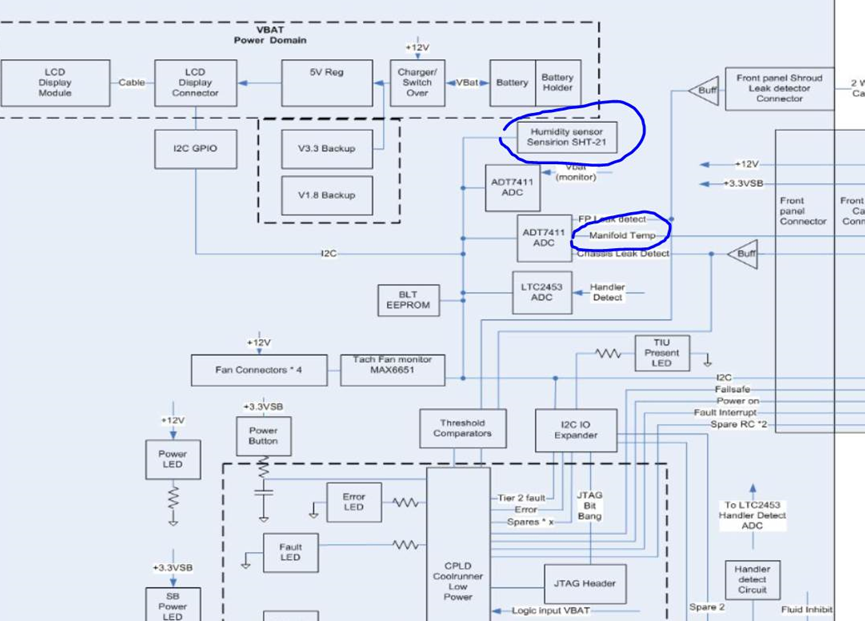 VBAT
Power Domain
+12V
LCD
Display
Module
Cable
LCD
Display
Connector
5V Reg
Charger/
Switch
Over
VBat
Battery
Battery
Holder
Buff
Front panel Shroud
Leak detector
Connector
2 W
Ca
I2C GPIO
V3.3 Backup
V1.8 Backup
Humidity sensor
Sensirion SHT-21
ADT7411
ADC
Vbat
(monitor)
+12V
+3.3VSB
Front
panel
Connector
Front
Ca
Conn
ADT7411
ADC
FP Leak detect
Manifold Temp
Chassis Leak Detect
Buff
I2C
BLT
EEPROM
LTC2453
ADC
Handler
Detect
+12V
Fan Connectors * 4
Tach Fan monitor
MAX6651
TIU
Present
LED
I2C
Failsafe
Power on
Fault Interrupt
Spare RC *2
+12V
+3.3VSB
Power
Button
Power
LED
Threshold
Comparators
I2C IO
Expander
Error
LED
Tier 2 fault
Error
Spares * x
JTAG
Bit
Bang
To LTC2453
Handler Detect
ADC
Fault
LED
CPLD
Coolrunner
Low
Power
JTAG Header
Handler
detect
Circuit
+3.3VSB
SB
Power
LED
Logic input VBAT
Spare 2
Fluid Inhibit